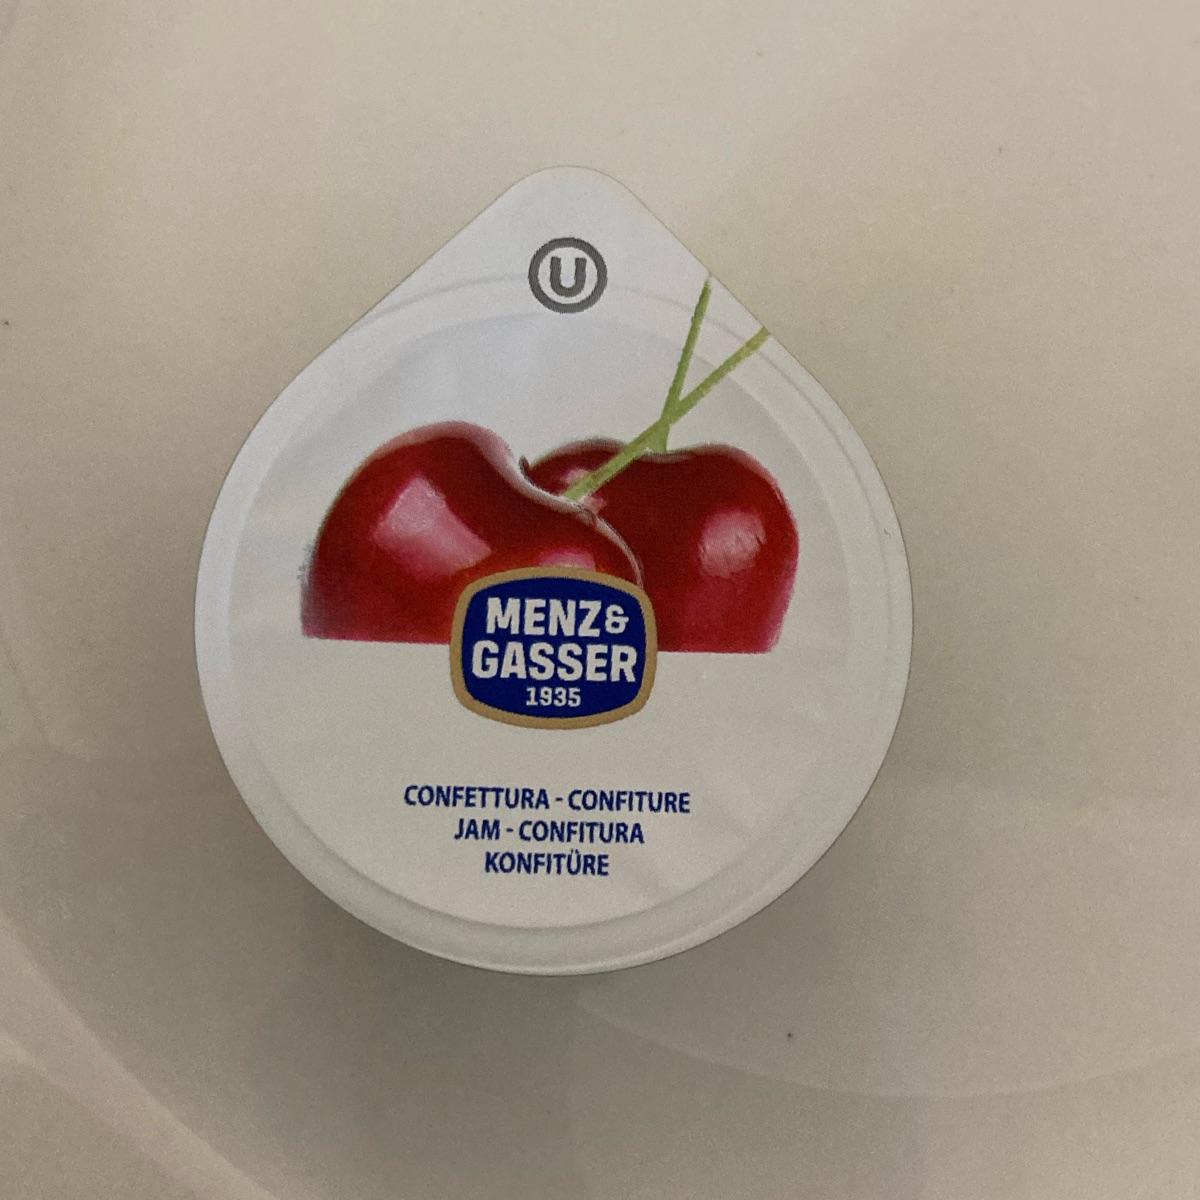 U
MENZ&
GASSER
1935
CONFETTURA - CONFITURE
JAM - CONFITURA
KONFITÜRE